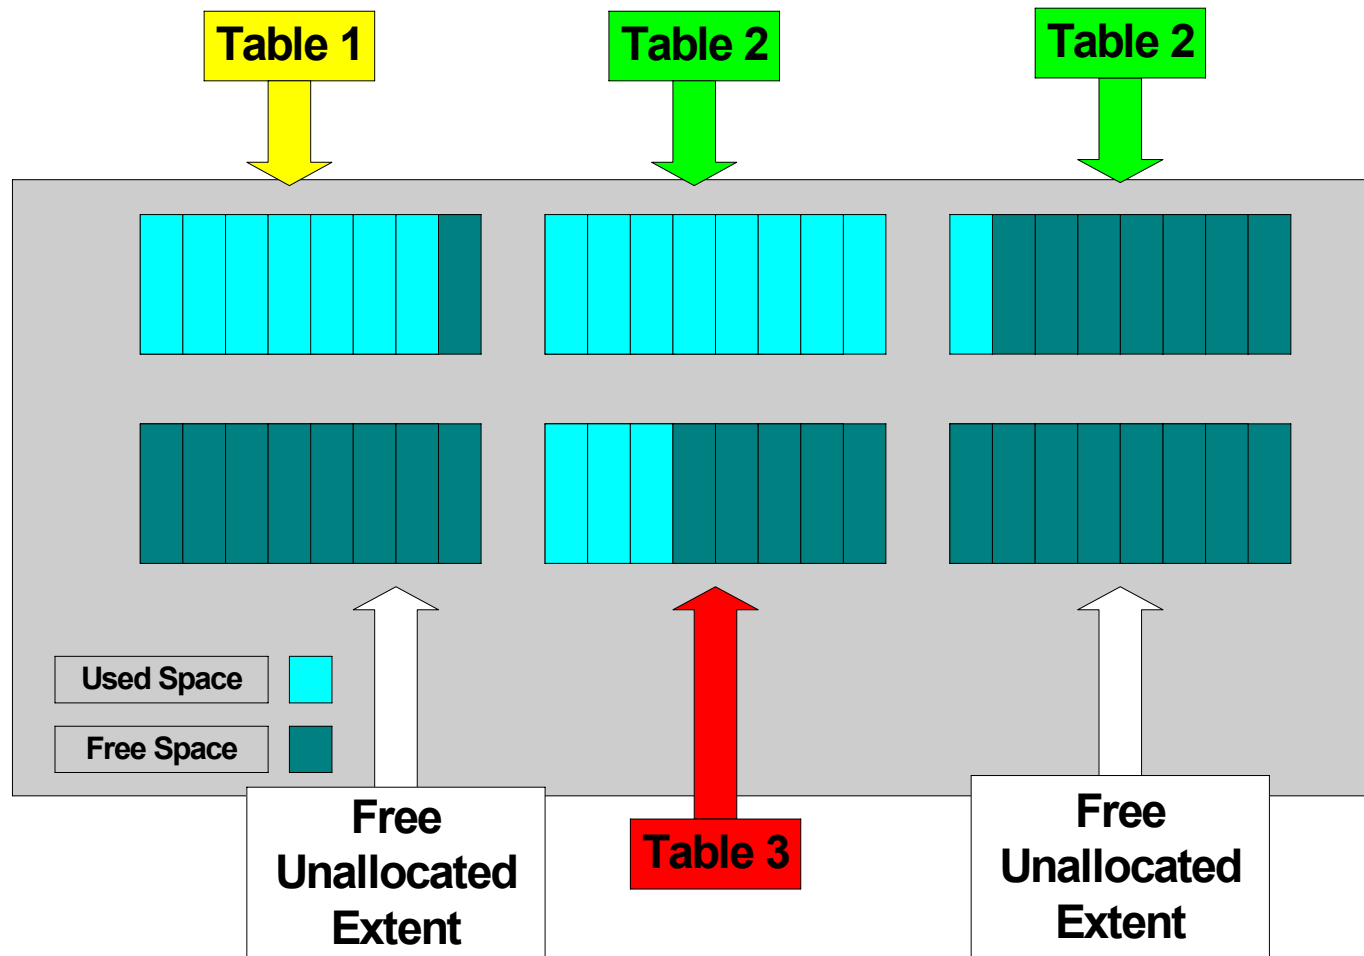 Table 1
Table 2
Table 2
Used Space
Free Space
Free
Unallocated
Extent
Table 3
Free
Unallocated
Extent